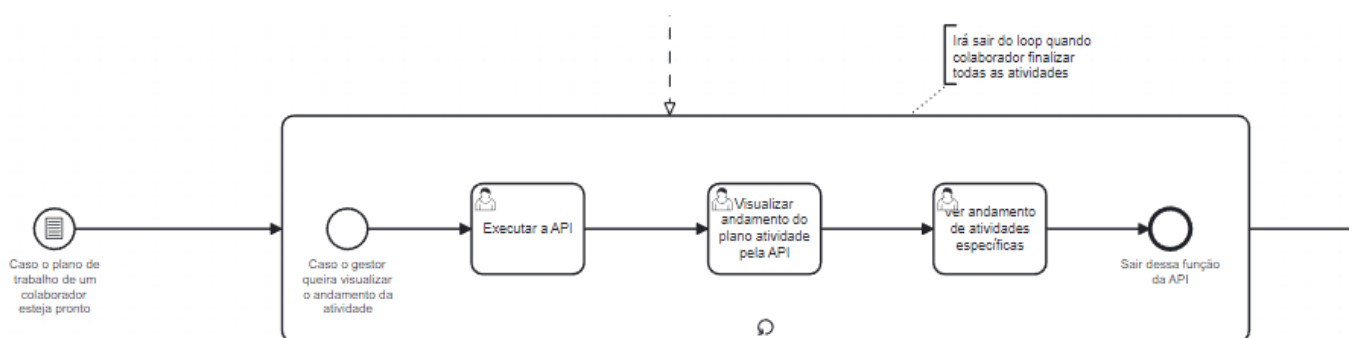 Irá sair do loop quando
colaborador finalizar
todas as atividades
Caso o plano de
trabalho de um
colaborador
esteja pronto
Caso o gestor
queira visualizar
o andamento da
atividade
Executar a API
Visualizar
andamento do
plano atividade
pela API
ver andamento
de atividades
específicas
Sair dessa função
da API